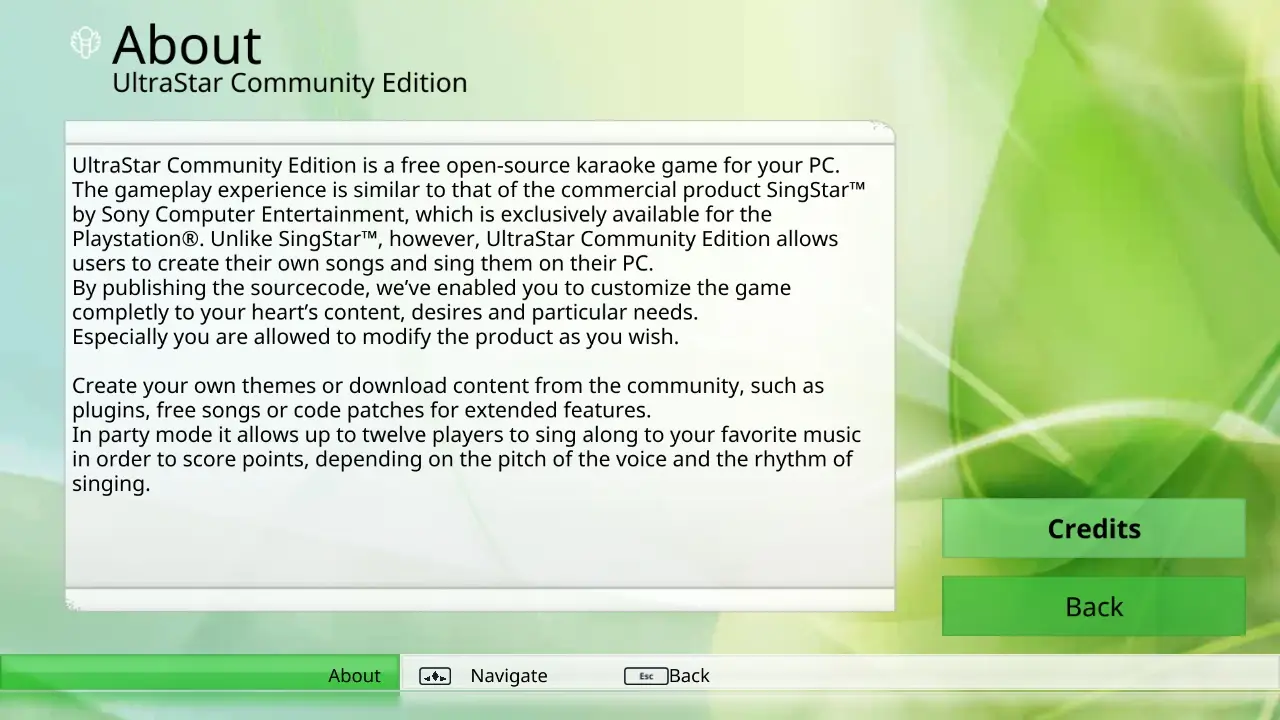 About
UltraStar Community Edition
UltraStar Community Edition is a free open-source karaoke game for your PC.
The gameplay experience is similar to that of the commercial product SingStar™
by Sony Computer Entertainment, which is exclusively available for the
Playstation®. Unlike SingStar™, however, UltraStar Community Edition allows
users to create their own songs and sing them on their PC.
By publishing the sourcecode, we’ve enabled you to customize the game
completly to your heart’s content, desires and particular needs.
Especially you are allowed to modify the product as you wish.
Create your own themes or download content from the community, such as
plugins, free songs or code patches for extended features.
In party mode it allows up to twelve players to sing along to your favorite music
in order to score points, depending on the pitch of the voice and the rhythm of
singing.
Credits
Back
About
Navigate
Esc Back